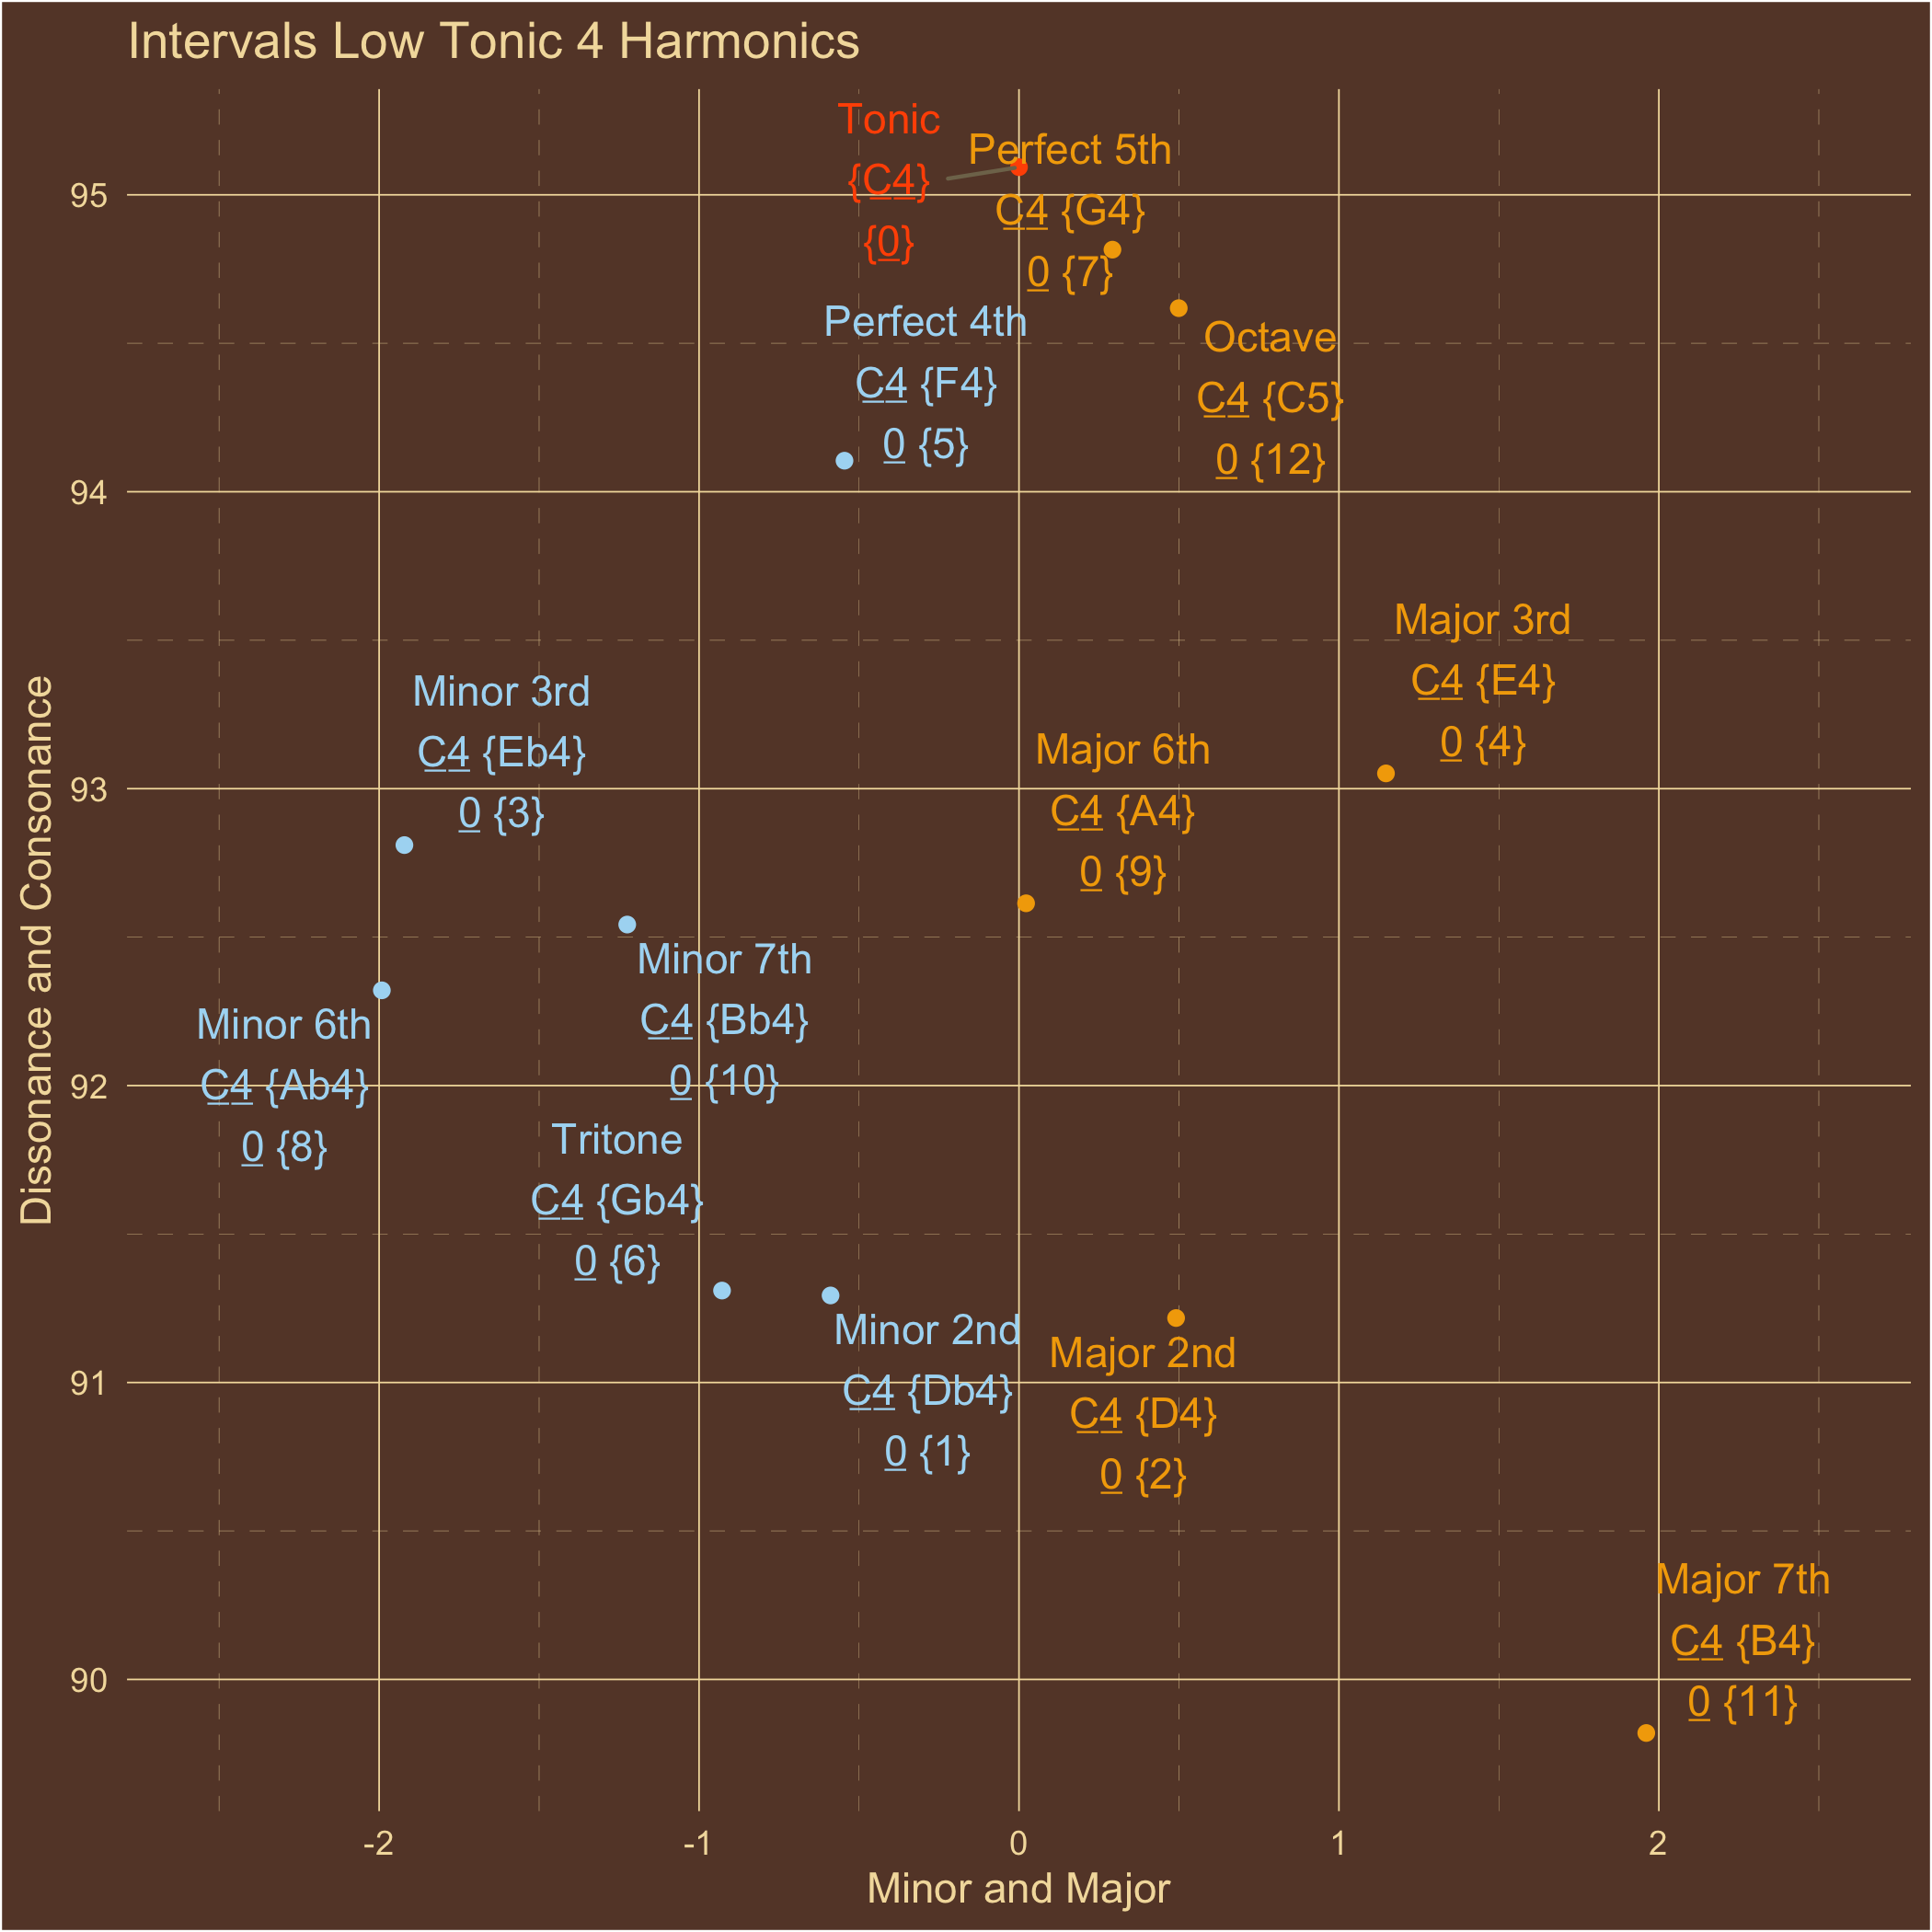 Intervals Low Tonic 4 Harmonics
Tonic
{C4}
{0}
Perfect 5th
C4 {G4}
0 {7}
Perfect 4th
C4 {F4}
0 {5}
Octave
C4 {C5}
0 {12}
Major 3rd
C4 {E4}
0 {4}
Minor 3rd
C4 {Eb4}
0 {3}
Major 6th
C4 {A4}
0 {9}
Minor 7th
C4 {Bb4}
0 {10}
Minor 6th
C4 {Ab4}
0 {8}
Tritone
C4 {Gb4}
0 {6}
Minor 2nd
C4 {Db4}
0 {1}
Major 2nd
C4 {D4}
0 {2}
Major 7th
C4 {B4}
0 {11}
95
94
93
92
91
90
Dissonance and Consonance
-2
-1
0
1
2
Minor and Major